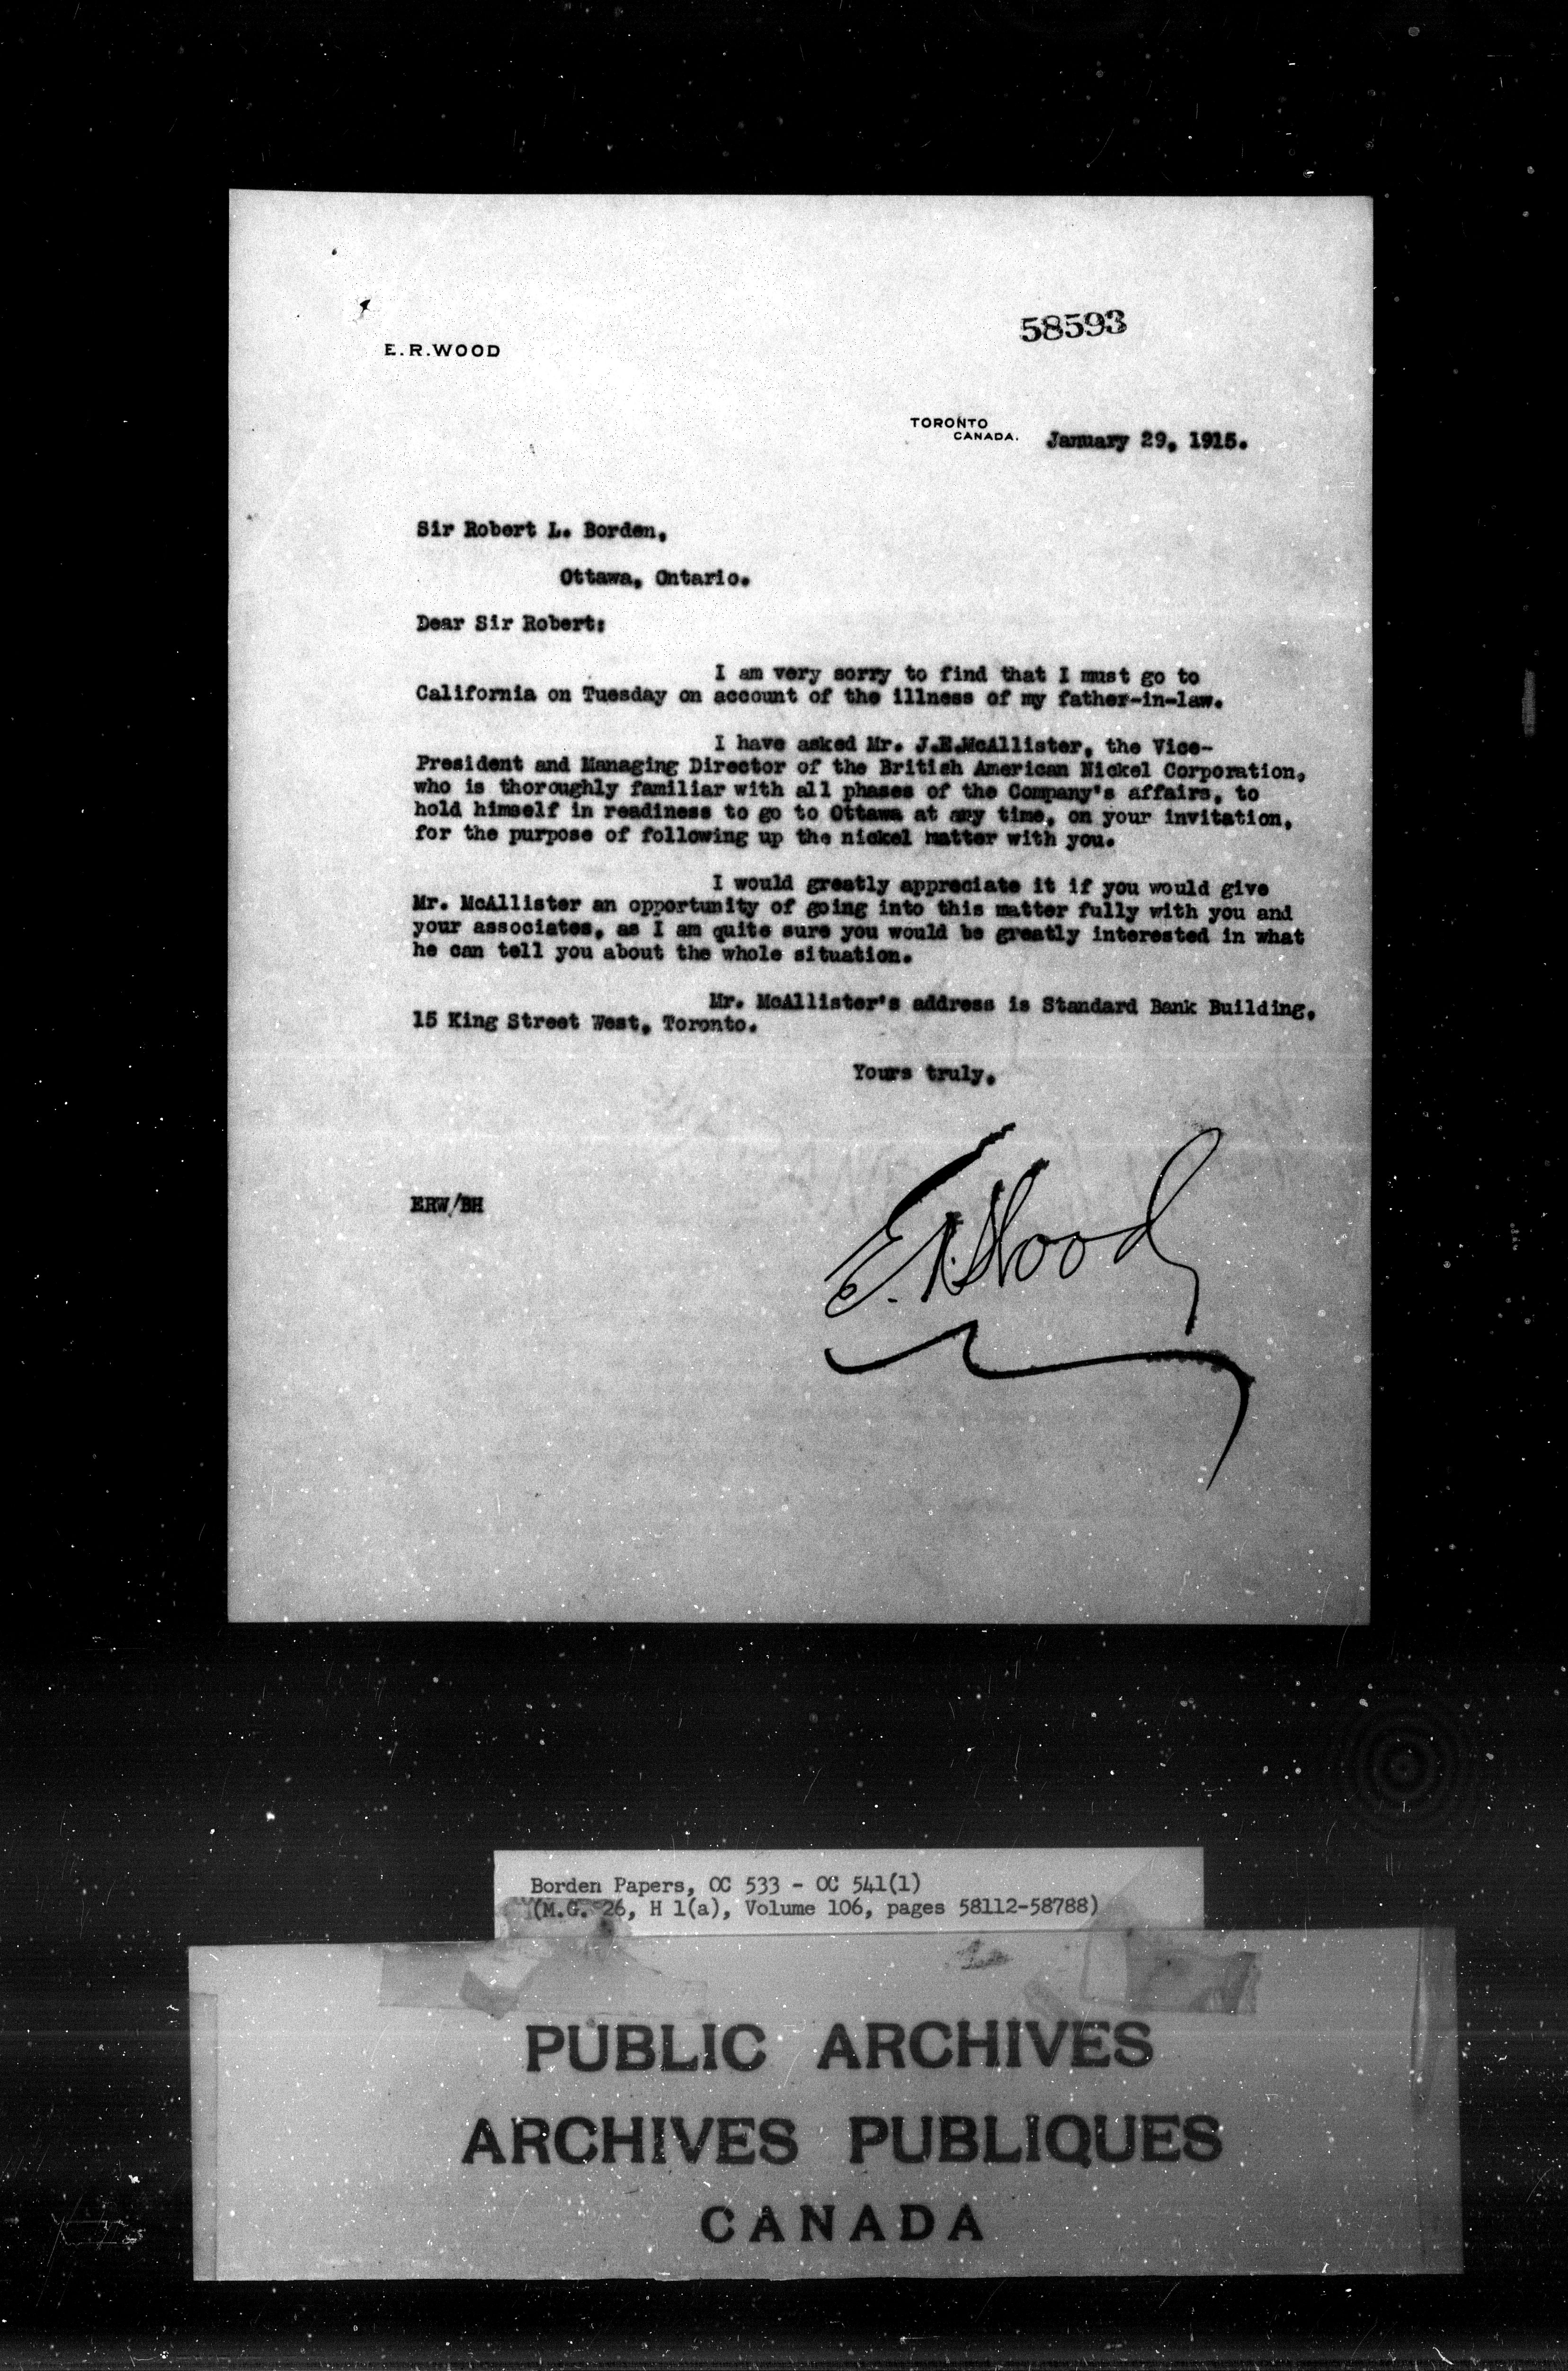 58593
E.R.WOOD
TORONTO
CANADA.
January 29, 1915.
Sir Robert L. Borden,
Ottawa, Ontario.
Dear Sir Robert:
I am very sorry to find that I must go to
California on Tuesday on account of the illness of my father-in-law.
I have asked Mr. J.E.McAllister, the Vice-
President and Managing Director of the British American Nickel Corporation,
who is thoroughly familiar with all phases of the Company's affairs, to
hold himself in readiness to go to Ottawa at any time, on your invitation,
for the purpose of following up the nickel matter with you.
I would greatly appreciate it if you would give
Mr. McAllister an opportunity of going into this matter fully with you and
your associates, as I am quite sure you would be greatly interested in what
he can tell you about the whole situation.
Mr. McAllister's address is Standard Bank Building,
15 King Street West, Toronto.
Yours truly,
E.R.Wood
ERW/BH
Borden Papers, OC 533 - OC 541(1)
(M.G. 26, H 1(a), Volume 106, pages 58112-58788)
PUBLIC ARCHIVES
ARCHIVES PUBLIQUES
CANADA